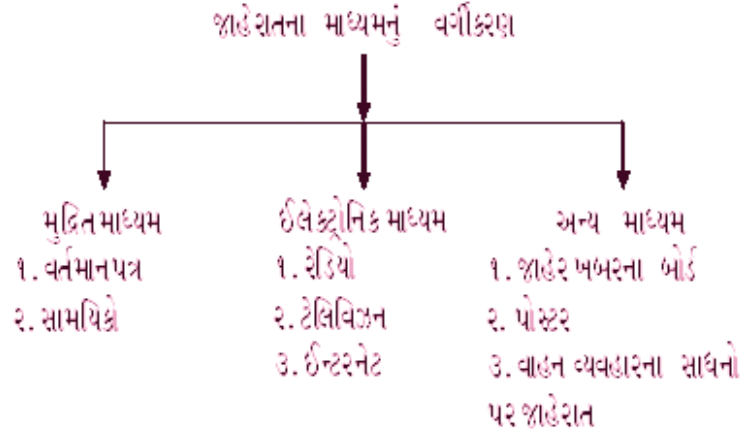 જાહેરાતના માધ્યમનું વર્ગીકરણ
મુદ્રિત માધ્યમ
૧. વર્તમાનપત્ર
૨. સામયિકો
ઈલેક્ટ્રોનિક માધ્યમ
૧. રેડિયો
૨. ટેલિવિઝન
૩. ઈન્ટરનેટ
અન્ય માધ્યમ
૧. જાહેર ખબરના બોર્ડ
૨. પોસ્ટર
૩. વાહન વ્યવહારના સાધનો
પર જાહેરાત